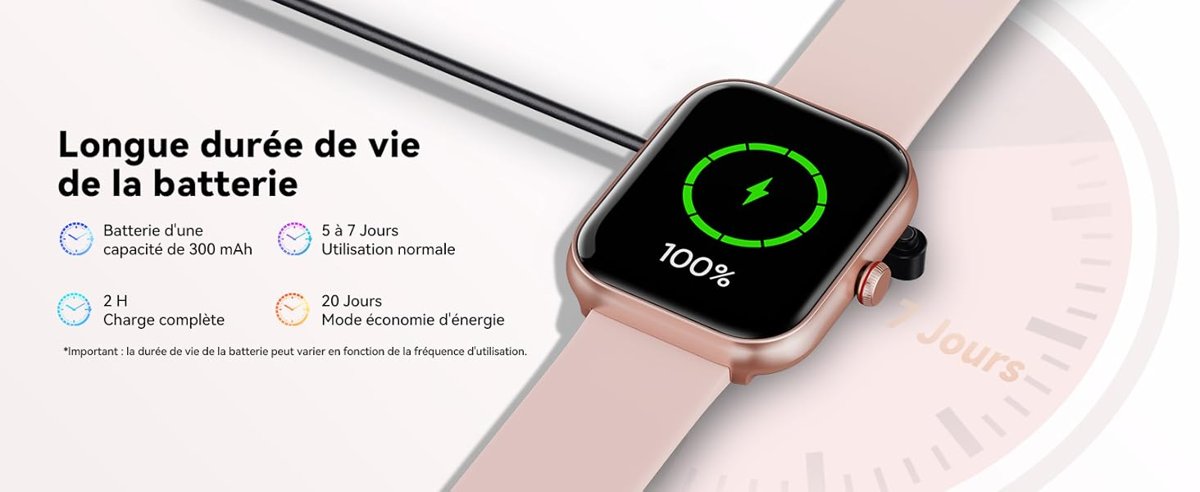 Longue durée de vie
de la batterie
Batterie d'une
capacité de 300 mAh
5 à 7 Jours
Utilisation normale
2 H
Charge complète
20 Jours
Mode économie d'énergie
*Important : la durée de vie de la batterie peut varier en fonction de la fréquence d'utilisation.
100%
7 Jours